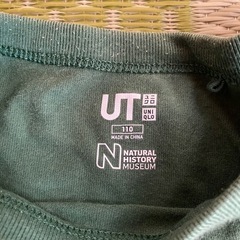 UT
UNI
QLO
110
MADE IN CHINA
N NATURAL
HISTORY
MUSEUM